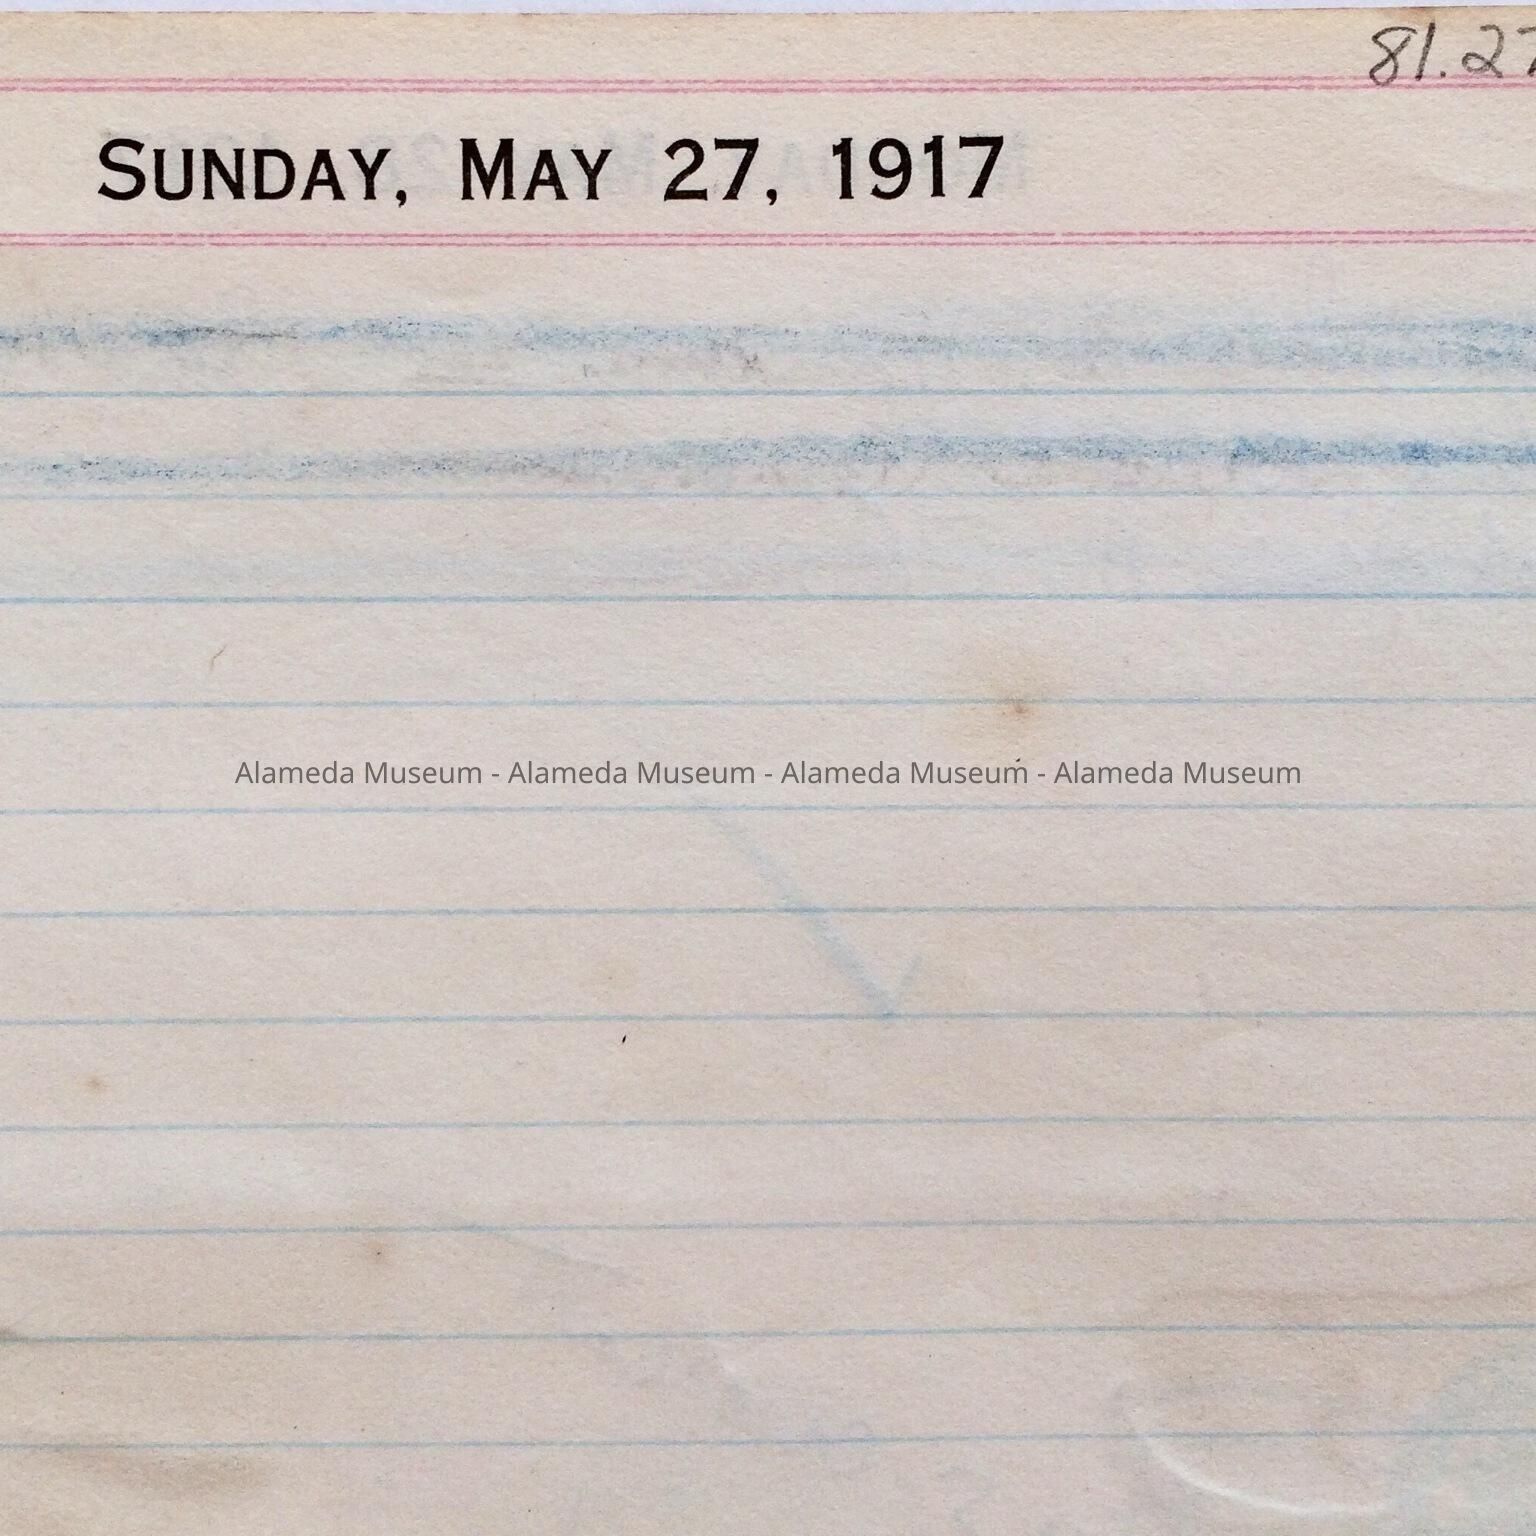 81.27
SUNDAY, MAY 27, 1917
Alameda Museum - Alameda Museum - Alameda Museum - Alameda Museum